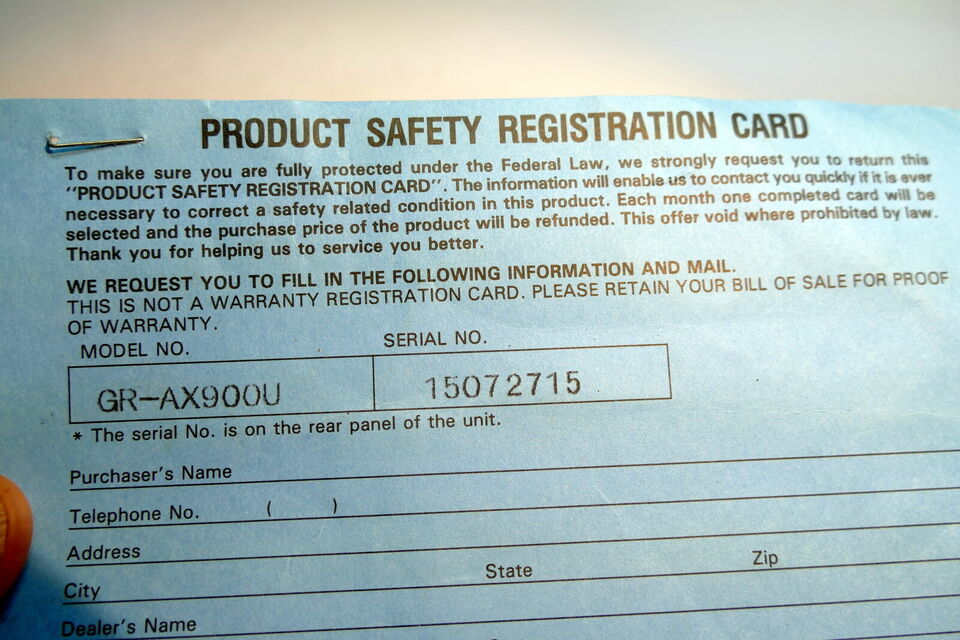 PRODUCT SAFETY REGISTRATION CARD
To make sure you are fully protected under the Federal Law, we strongly request you to return this
"PRODUCT SAFETY REGISTRATION CARD". The information will enable us to contact you quickly if it is ever
necessary to correct a safety related condition in this product. Each month one completed card will be
selected and the purchase price of the product will be refunded. This offer void where prohibited by law.
Thank you for helping us to service you better.
WE REQUEST YOU TO FILL IN THE FOLLOWING INFORMATION AND MAIL.
THIS IS NOT A WARRANTY REGISTRATION CARD. PLEASE RETAIN YOUR BILL OF SALE FOR PROOF
OF WARRANTY.
MODEL NO. SERIAL NO.
GR-AX900U 15072715
* The serial No. is on the rear panel of the unit.
Purchaser's Name
Telephone No. ( )
Address
City State Zip
Dealer's Name